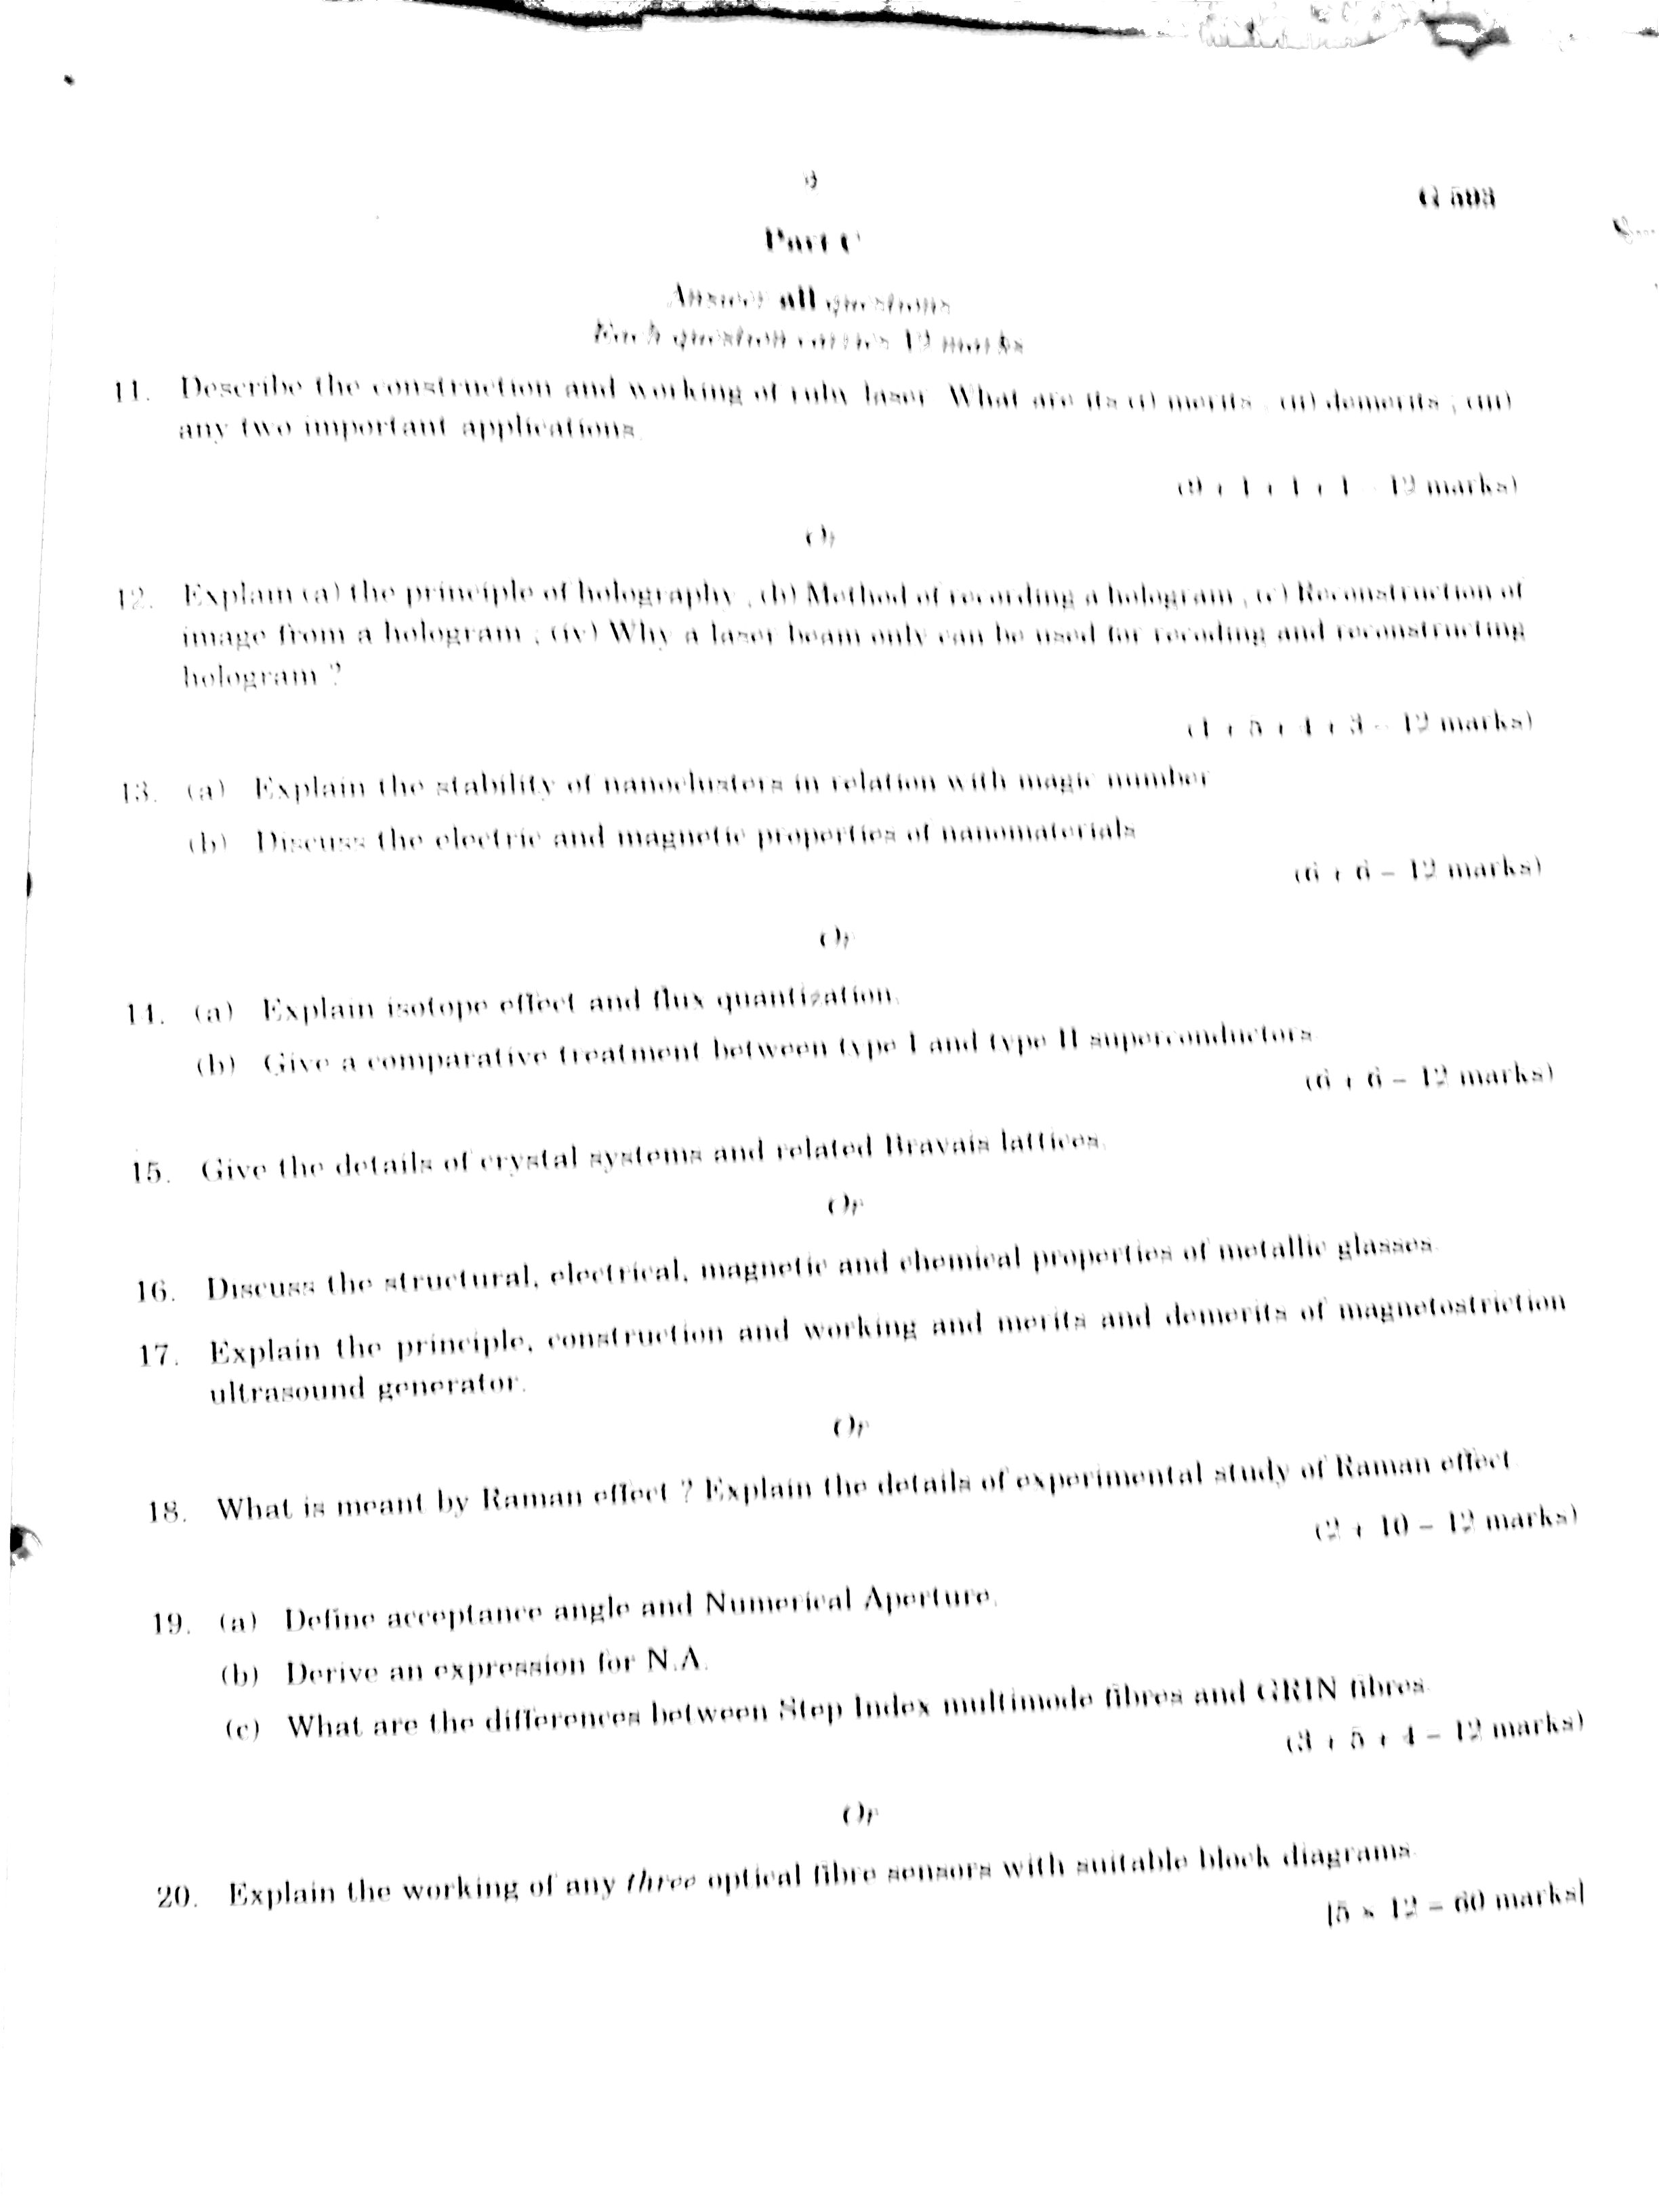 G 503
Part C
Answer all questions
Each question carries 12 marks
11. Describe the construction and working of ruby laser. What are its (i) merits ; (ii) demerits ; (iii)
any two important applications.
(9 + 1 + 1 + 1 = 12 marks)
Or
12. Explain (a) the principle of holography ; (b) Method of recording a hologram ; (c) Reconstruction of
image from a hologram ; (iv) Why a laser beam only can be used for recoding and reconstructing
hologram ?
12 marks)
13. (a) Explain the stability of nanoclusters in relation with magic number
(b) Discuss the electric and magnetic properties of nanomaterials
(6 + 6 = 12 marks)
Or
14. (a) Explain isotope effect and flux quantization.
(b) Give a comparative treatment between type I and type II superconductors
(6 + 6 = 12 marks)
15. Give the details of crystal systems and related Bravais lattices.
Or
16. Discuss the structural, electrical, magnetic and chemical properties of metallic glasses.
17. Explain the principle, construction and working and merits and demerits of magnetostriction
ultrasound generator.
Or
18. What is meant by Raman effect ? Explain the details of experimental study of Raman effect.
(2 + 10 = 12 marks)
19. (a) Define acceptance angle and Numerical Aperture.
(b) Derive an expression for N.A.
(c) What are the differences between Step Index multimode fibres and GRIN fibres.
(3 + 5 + 4 = 12 marks)
Or
20. Explain the working of any three optical fibre sensors with suitable block diagrams.
[5 × 12 = 60 marks]